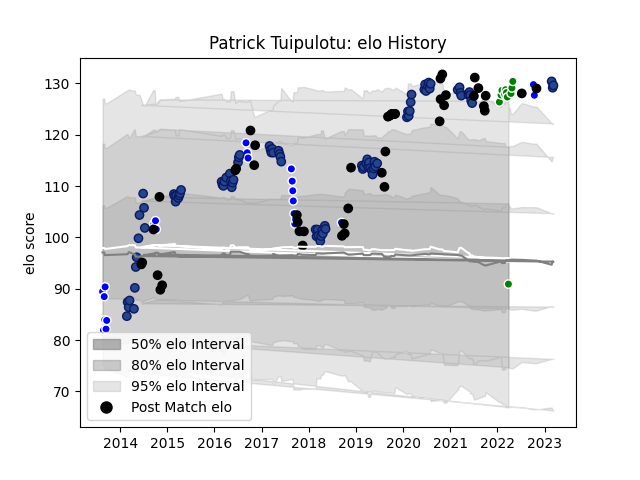 Patrick Tuipulotu: elo History
elo score
130
120
110
100
90
80
70
50% elo Interval
80% elo Interval
95% elo Interval
Post Match elo
2014 2015 2016 2017 2018 2019 2020 2021 2022 2023